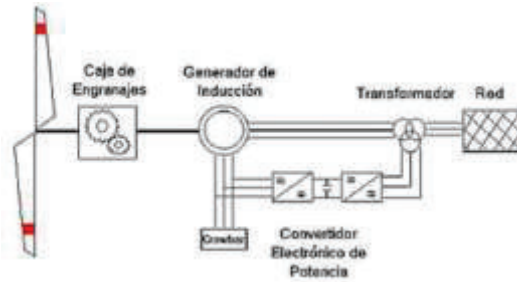 Caja de
Engranajes
Generador de
Inducción
Transformador
Red
Crowbar
Convertidor
Electrónico de
Potencia